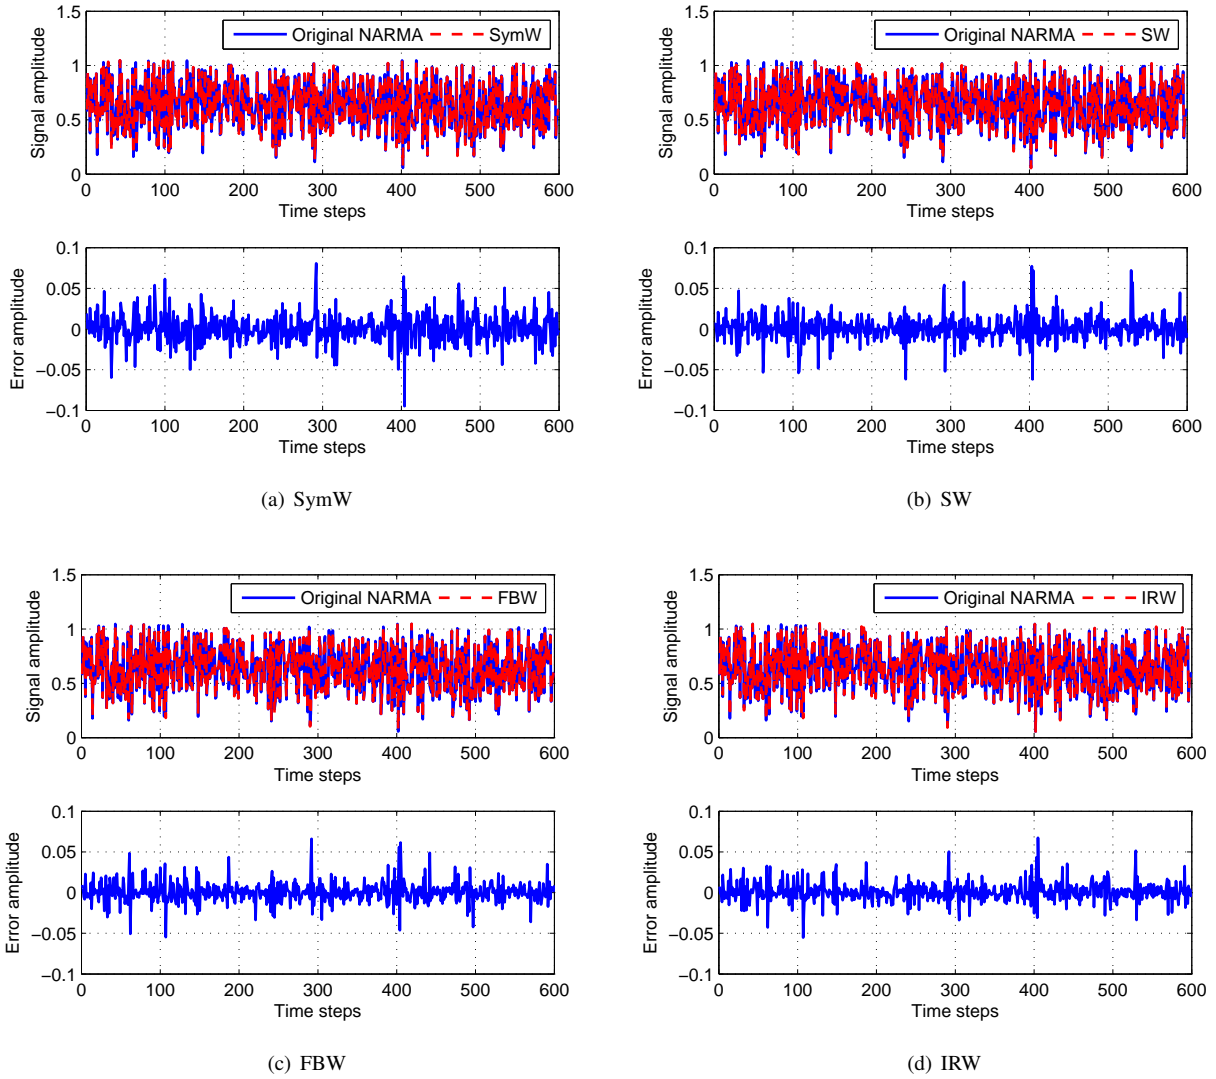 1.5
1
0.5
0
Signal amplitude
Original NARMA SymW
0 100 200 300 400 500 600
Time steps
0.1
0.05
0
−0.05
−0.1
Error amplitude
0 100 200 300 400 500 600
Time steps
(a) SymW
1.5
1
0.5
0
Signal amplitude
Original NARMA SW
0 100 200 300 400 500 600
Time steps
0.1
0.05
0
−0.05
−0.1
Error amplitude
0 100 200 300 400 500 600
Time steps
(b) SW
1.5
1
0.5
0
Signal amplitude
Original NARMA FBW
0 100 200 300 400 500 600
Time steps
0.1
0.05
0
−0.05
−0.1
Error amplitude
0 100 200 300 400 500 600
Time steps
(c) FBW
1.5
1
0.5
0
Signal amplitude
Original NARMA IRW
0 100 200 300 400 500 600
Time steps
0.1
0.05
0
−0.05
−0.1
Error amplitude
0 100 200 300 400 500 600
Time steps
(d) IRW